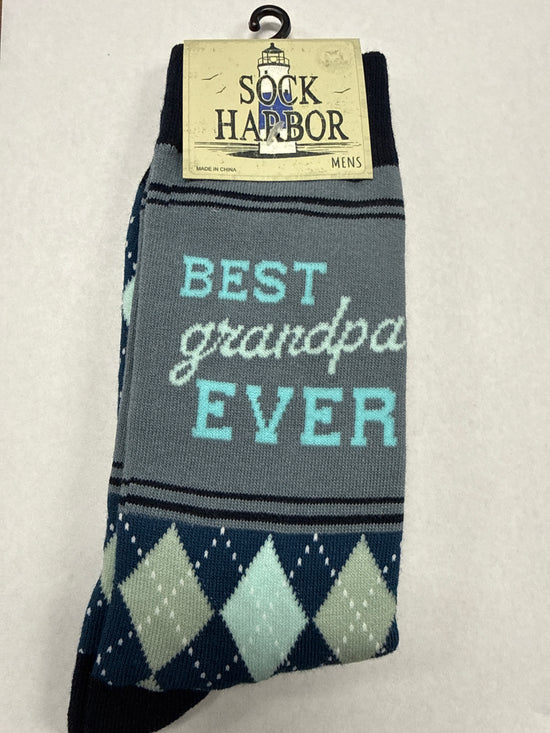 SOCK
HARBOR
MADE IN CHINA
MENS
BEST
grandpa
EVER